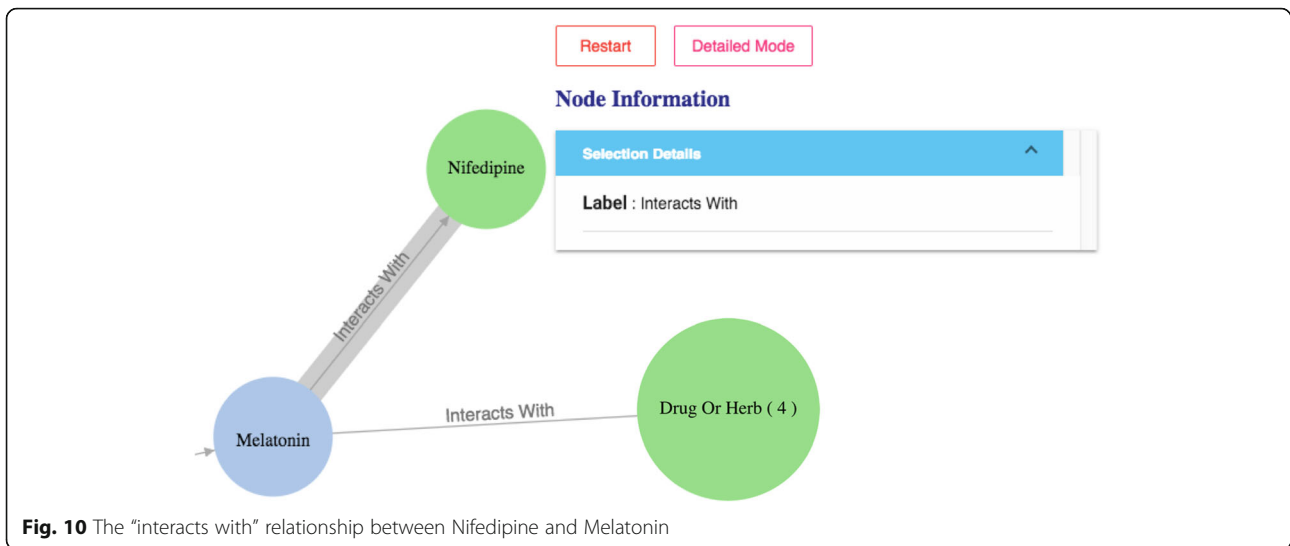 Restart
Detailed Mode
Node Information
Selection Details
Label : Interacts With
Nifedipine
Interacts With
Melatonin
Interacts With
Drug Or Herb ( 4 )
Fig. 10 The “interacts with” relationship between Nifedipine and Melatonin